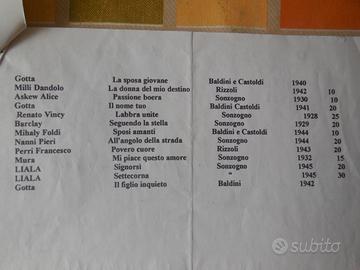 Gotta La sposa giovane Baldini e Castoldi 1940
Milli Dandolo La donna del mio destino Rizzoli 1942 10
Askew Alice Passione boera Sonzogno 1930 10
Gotta Il nome tuo Baldini Castoldi 1941 20
Renato Vincy Labbra unite Sonzogno 1928 25
Barclay Seguendo la stella Sonzogno 1929 20
Mihaly Foldi Sposi amanti Baldini e Castoldi 1944 10
Nanni Pieri All'angolo della strada Sonzogno 1944 20
Perri Francesco Povero cuore Rizzoli 1943 20
Mura Mi piace questo amore Sonzogno 1932 15
LIALA Signorsi Sonzogno 1945 20
LIALA Settecorna " 1945 30
Gotta Il figlio inquieto Baldini 1942
subito